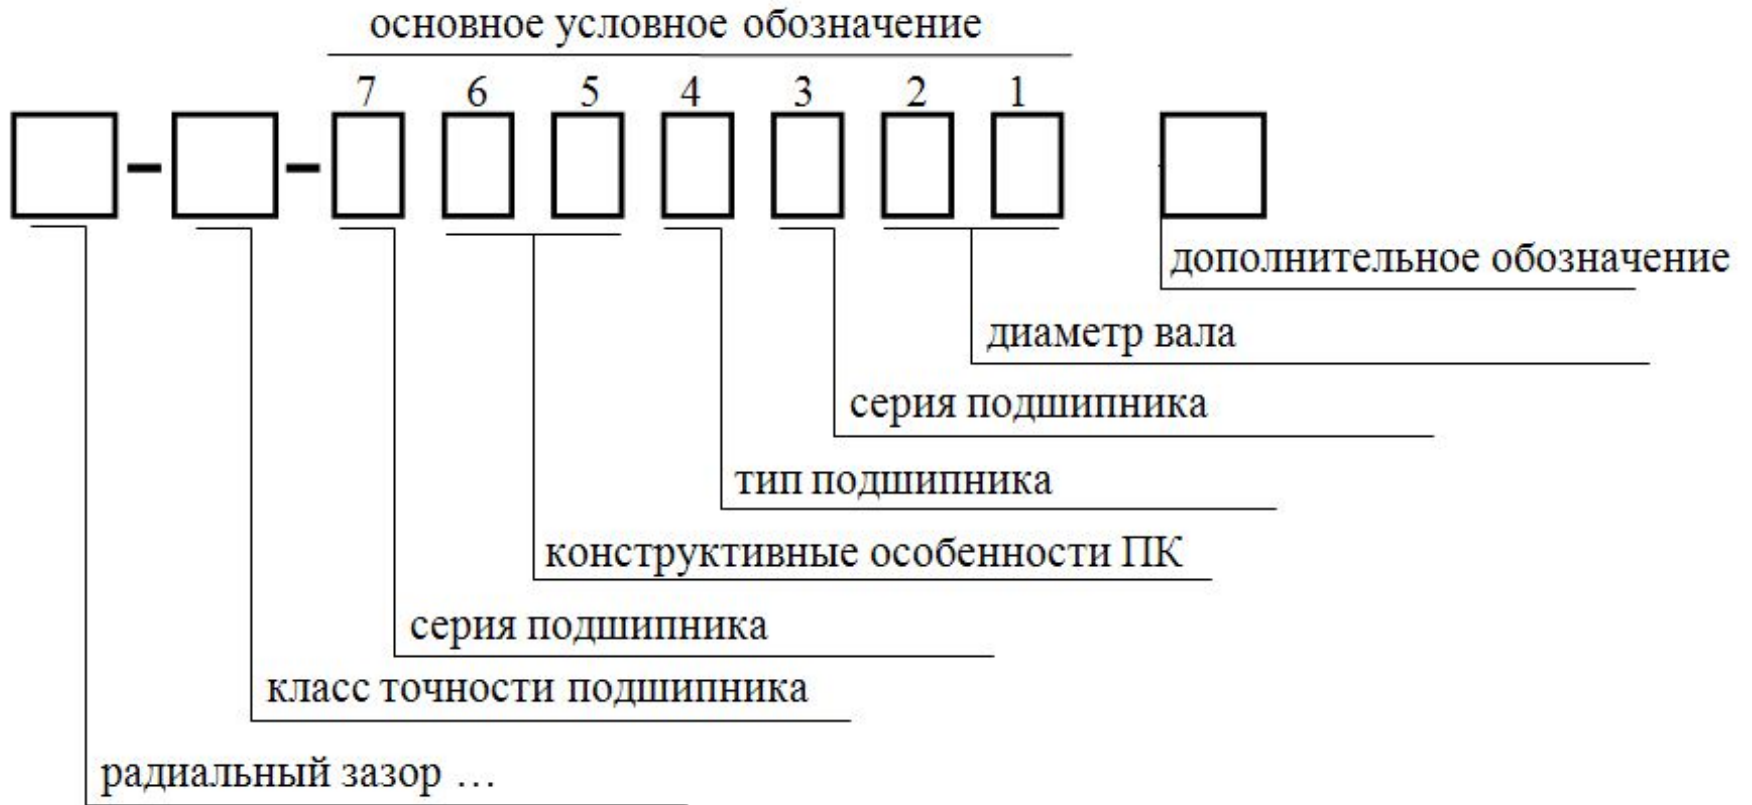 основное условное обозначение
7 6 5 4 3 2 1
дополнительное обозначение
диаметр вала
серия подшипника
тип подшипника
конструктивные особенности ПК
серия подшипника
класс точности подшипника
радиальный зазор ...